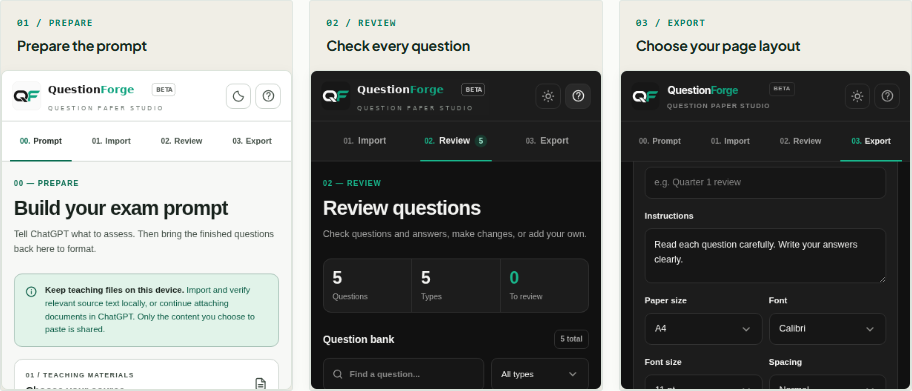 01 / PREPARE
Prepare the prompt
QF QuestionForge BETA
QUESTION PAPER STUDIO
00. Prompt 01. Import 02. Review 03. Export
00 — PREPARE
Build your exam prompt
Tell ChatGPT what to assess. Then bring the finished questions
back here to format.
Keep teaching files on this device. Import and verify
relevant source text locally, or continue attaching
documents in ChatGPT. Only the content you choose to
paste is shared.
01 / TEACHING MATERIALS
02 / REVIEW
Check every question
QF QuestionForge BETA
QUESTION PAPER STUDIO
01. Import 02. Review 5 03. Export
02 — REVIEW
Review questions
Check questions and answers, make changes, or add your own.
5 5 0
Questions Types To review
Question bank 5 total
Find a question... All types
03 / EXPORT
Choose your page layout
QF QuestionForge BETA
QUESTION PAPER STUDIO
00. Prompt 01. Import 02. Review 03. Export
e.g. Quarter 1 review
Instructions
Read each question carefully. Write your answers
clearly.
Paper size Font
A4 Calibri
Font size Spacing